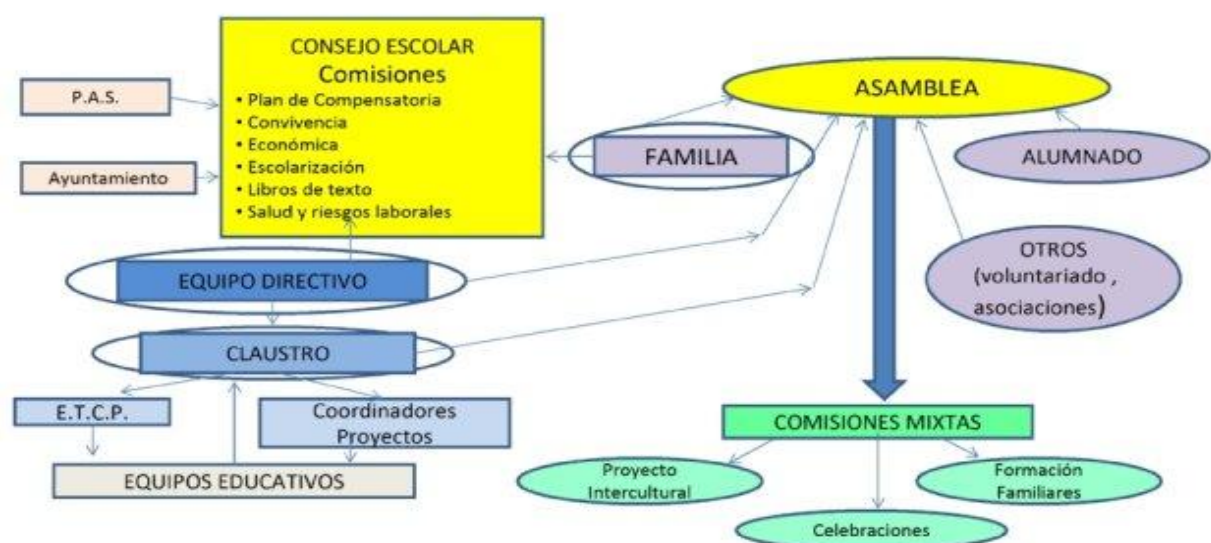 CONSEJO ESCOLAR
Comisiones
• Plan de Compensatoria
• Convivencia
• Económica
• Escolarización
• Libros de texto
• Salud y riesgos laborales
P.A.S.
Ayuntamiento
ASAMBLEA
FAMILIA
ALUMNADO
OTROS
(voluntariado ,
asociaciones)
EQUIPO DIRECTIVO
CLAUSTRO
E.T.C.P.
Coordinadores
Proyectos
EQUIPOS EDUCATIVOS
COMISIONES MIXTAS
Proyecto
Intercultural
Formación
Familiares
Celebraciones